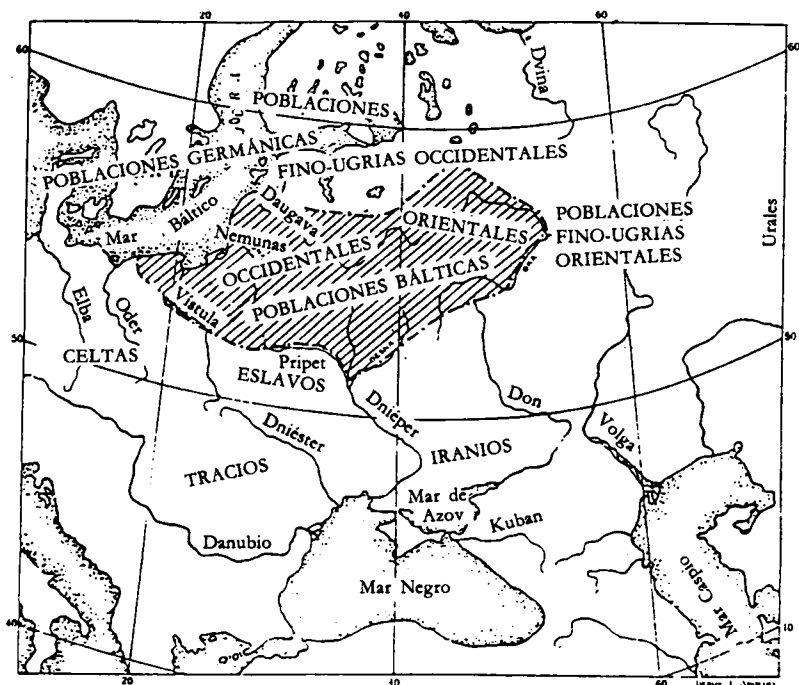 20
40
60
60
60
Dvina
POBLACIONES
POBLACIONES GERMÁNICAS
FINO-UGRIAS OCCIDENTALES
Daugava
Báltico
Mar
Nemunas
ORIENTALES
OCCIDENTALES
POBLACIONES BÁLTICAS
POBLACIONES
FINO-UGRIAS
ORIENTALES
Urales
Elba
Oder
Vístula
50
50
CELTAS
Pripet
ESLAVOS
Dniéper
Don
Volga
Dniéster
IRANIOS
TRACIOS
Mar de
Azov
Kuban
Danubio
Mar Negro
Mar Caspio
40
20
60